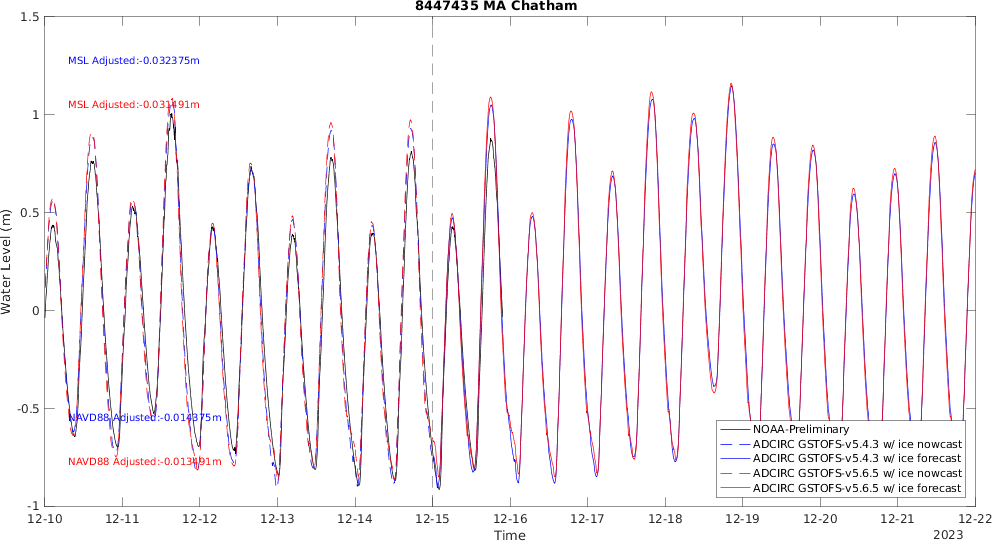 8447435 MA Chatham
1.5
1
0.5
0
-0.5
-1
Water Level (m)
MSL Adjusted:-0.032375m
MSL Adjusted:-0.031491m
NAVD88 Adjusted:-0.014375m
NAVD88 Adjusted:-0.013491m
NOAA-Preliminary
ADCIRC GSTOFS-v5.4.3 w/ ice nowcast
ADCIRC GSTOFS-v5.4.3 w/ ice forecast
ADCIRC GSTOFS-v5.6.5 w/ ice nowcast
ADCIRC GSTOFS-v5.6.5 w/ ice forecast
12-10 12-11 12-12 12-13 12-14 12-15 12-16 12-17 12-18 12-19 12-20 12-21 12-22
Time
2023